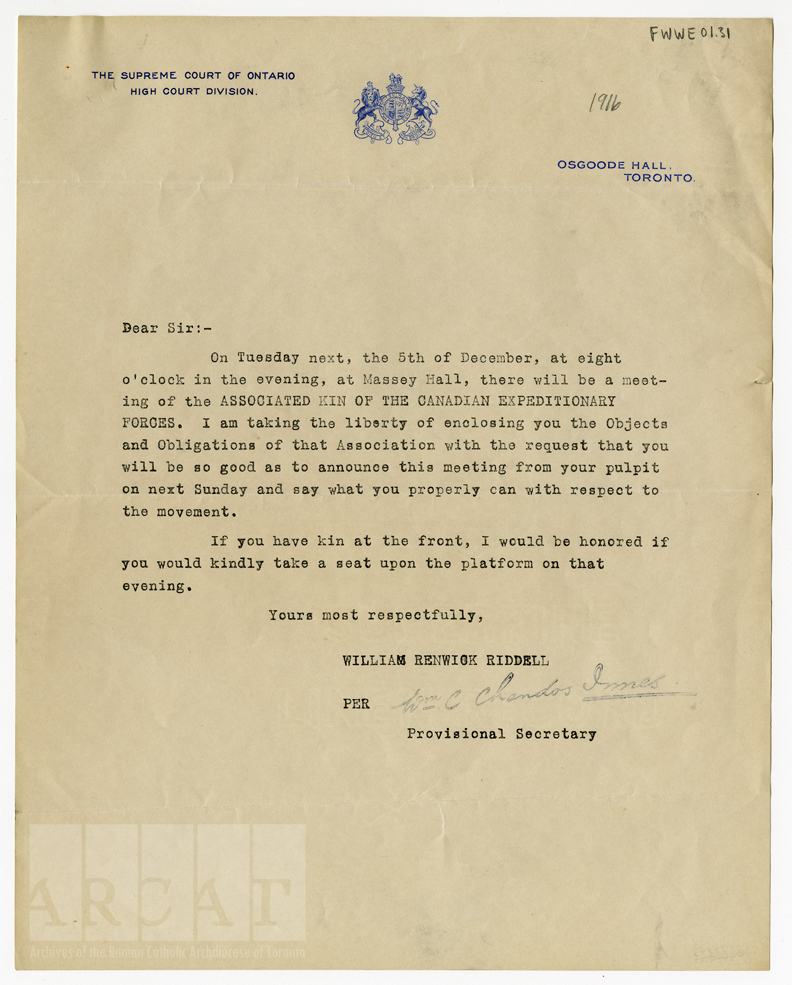 FWWE 01.31
THE SUPREME COURT OF ONTARIO
HIGH COURT DIVISION.
1916
OSGOODE HALL,
TORONTO.
Dear Sir:-
On Tuesday next, the 5th of December, at eight
o'clock in the evening, at Massey Hall, there will be a meet-
ing of the ASSOCIATED KIN OF THE CANADIAN EXPEDITIONARY
FORCES. I am taking the liberty of enclosing you the Objects
and Obligations of that Association with the request that you
will be so good as to announce this meeting from your pulpit
on next Sunday and say what you properly can with respect to
the movement.
If you have kin at the front, I would be honored if
you would kindly take a seat upon the platform on that
evening.
Yours most respectfully,
WILLIAM RENWICK RIDDELL
PER Wm. C Chandos Innes.
Provisional Secretary
ARCAT
Archives of the Roman Catholic Archdiocese of Toronto